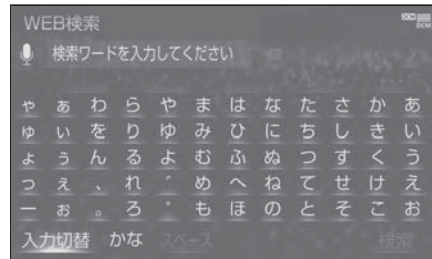 WEB検索
検索ワードを入力してください
ゃ ぁ わ ら や ま は な た さ か あ
ゅ ぃ を り ゆ み ひ に ち し き い
ょ ぅ ん る よ む ふ ぬ つ す く う
っ ぇ 、 れ ゛ め へ ね て せ け え
ー ぉ 。 ろ ゜ も ほ の と そ こ お
入力切替 かな スペース 検索